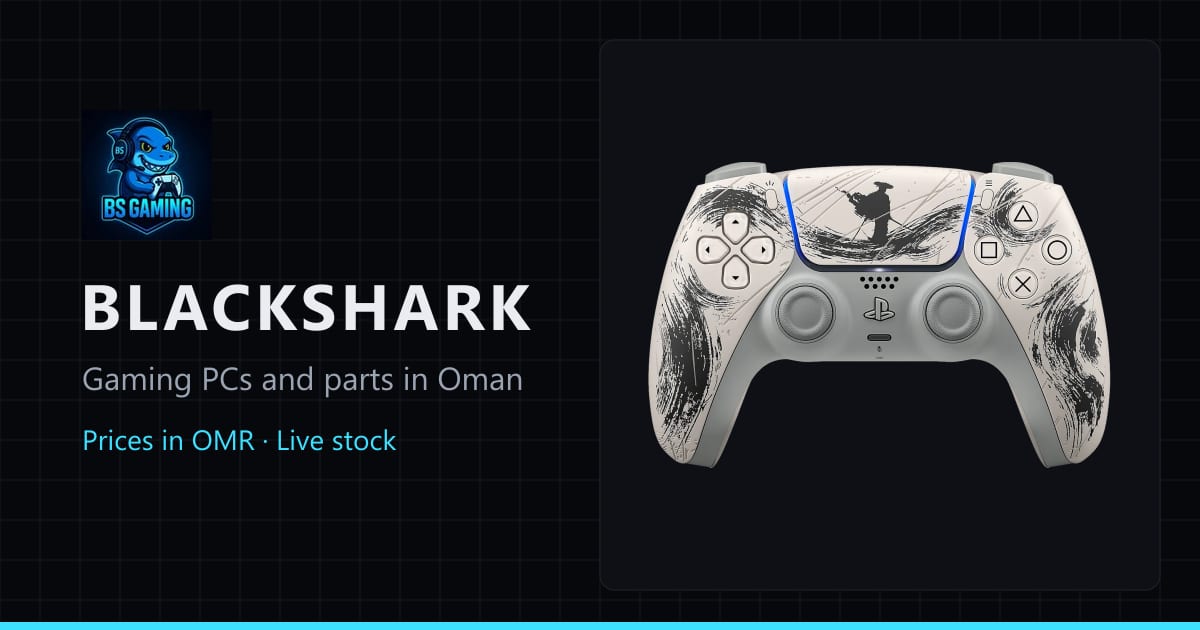 BS
BS GAMING
BLACKSHARK
Gaming PCs and parts in Oman
Prices in OMR · Live stock